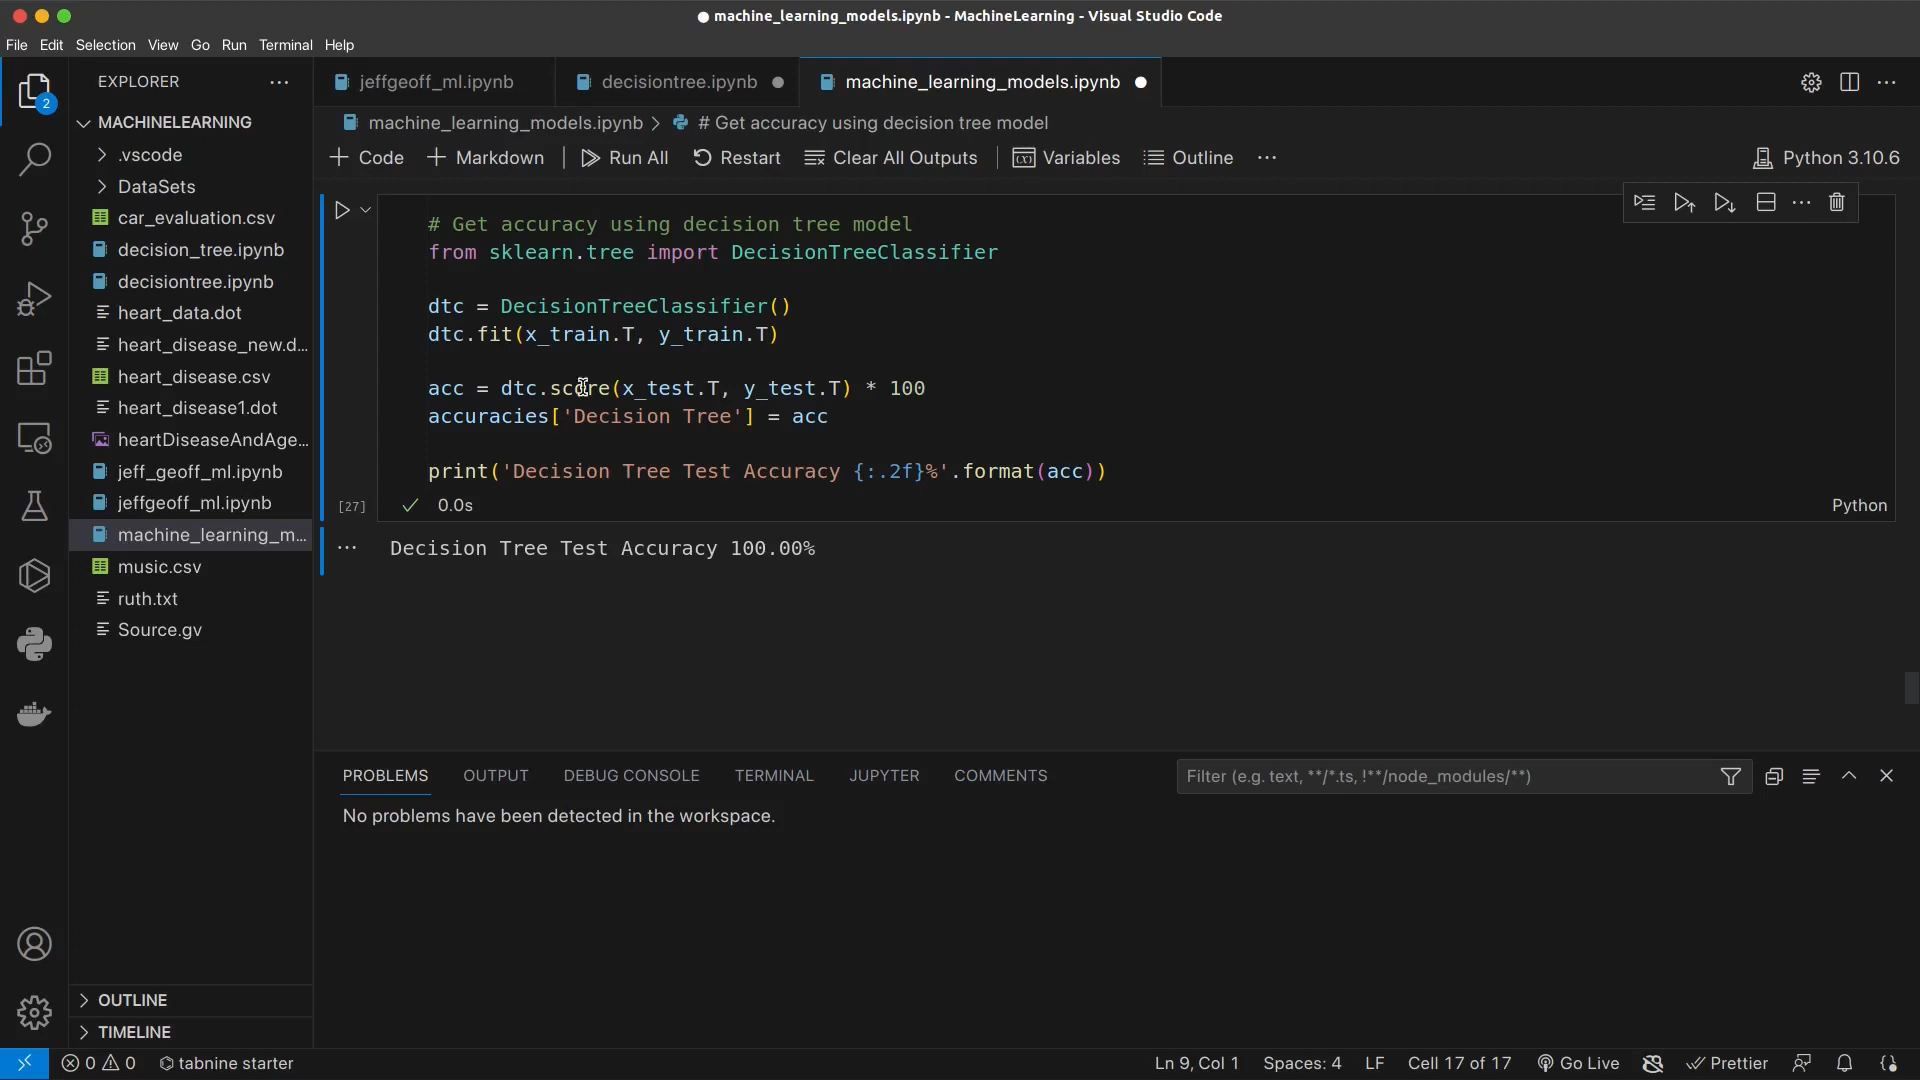 machine_learning_models.ipynb - MachineLearning - Visual Studio Code
File Edit Selection View Go Run Terminal Help
EXPLORER
2
MACHINELEARNING
.vscode
DataSets
car_evaluation.csv
decision_tree.ipynb
decisiontree.ipynb
heart_data.dot
heart_disease_new.d...
heart_disease.csv
heart_disease1.dot
heartDiseaseAndAge...
jeff_geoff_ml.ipynb
jeffgeoff_ml.ipynb
machine_learning_m...
music.csv
ruth.txt
Source.gv
OUTLINE
TIMELINE
jeffgeoff_ml.ipynb decisiontree.ipynb machine_learning_models.ipynb
machine_learning_models.ipynb > # Get accuracy using decision tree model
+ Code + Markdown Run All Restart Clear All Outputs Variables Outline ... Python 3.10.6
# Get accuracy using decision tree model
from sklearn.tree import DecisionTreeClassifier
dtc = DecisionTreeClassifier()
dtc.fit(x_train.T, y_train.T)
acc = dtc.score(x_test.T, y_test.T) * 100
accuracies['Decision Tree'] = acc
print('Decision Tree Test Accuracy {:.2f}%'.format(acc))
[27] 0.0s Python
Decision Tree Test Accuracy 100.00%
PROBLEMS OUTPUT DEBUG CONSOLE TERMINAL JUPYTER COMMENTS Filter (e.g. text, **/*.ts, !**/node_modules/**)
No problems have been detected in the workspace.
0 0 tabnine starter Ln 9, Col 1 Spaces: 4 LF Cell 17 of 17 Go Live Prettier